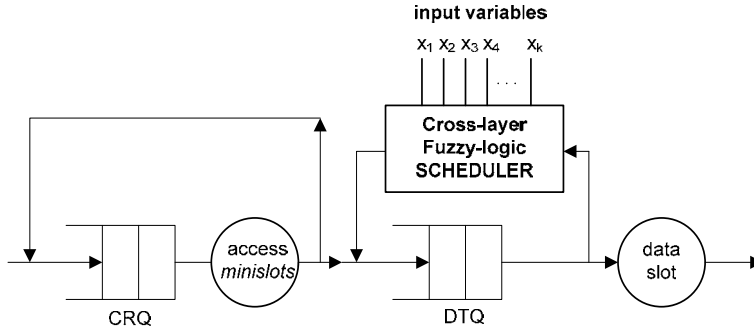 input variables
x1 x2 x3 x4 ... xk
Cross-layer
Fuzzy-logic
SCHEDULER
access
minislots
data
slot
CRQ
DTQ